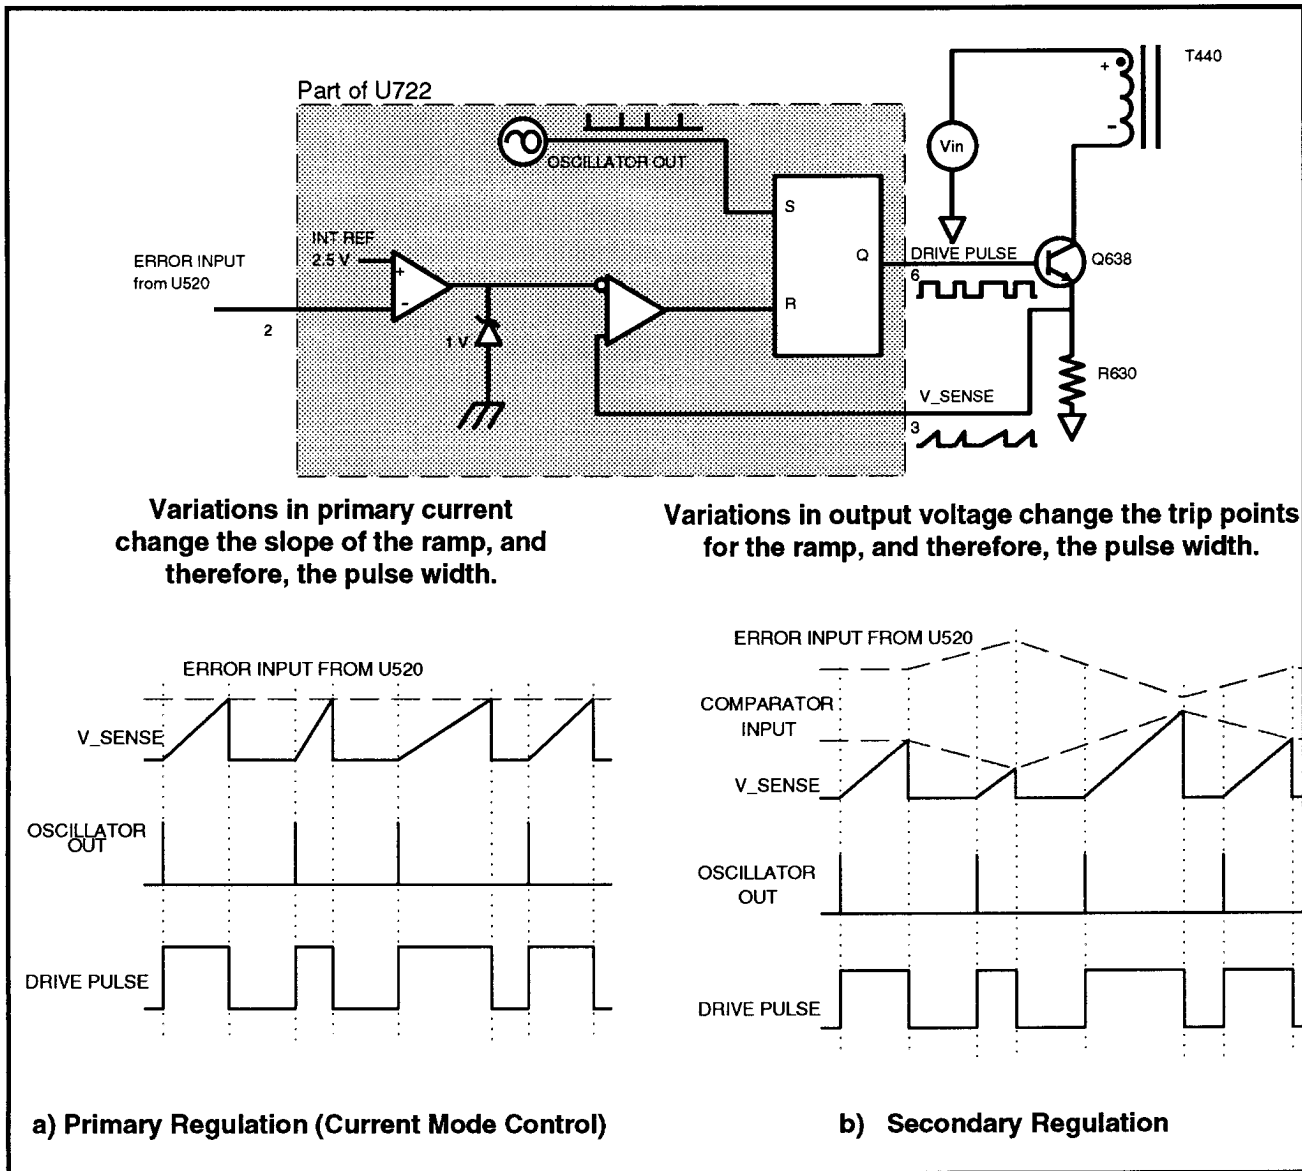 Part of U722
T440
Vin
+
-
OSCILLATOR OUT
S
Q
R
INT REF
2.5 V
+
-
ERROR INPUT
from U520
2
1 V
DRIVE PULSE
6
Q638
R630
V_SENSE
3
Variations in primary current
change the slope of the ramp, and
therefore, the pulse width.
Variations in output voltage change the trip points
for the ramp, and therefore, the pulse width.
ERROR INPUT FROM U520
V_SENSE
OSCILLATOR
OUT
DRIVE PULSE
a) Primary Regulation (Current Mode Control)
ERROR INPUT FROM U520
COMPARATOR
INPUT
V_SENSE
OSCILLATOR
OUT
DRIVE PULSE
b) Secondary Regulation